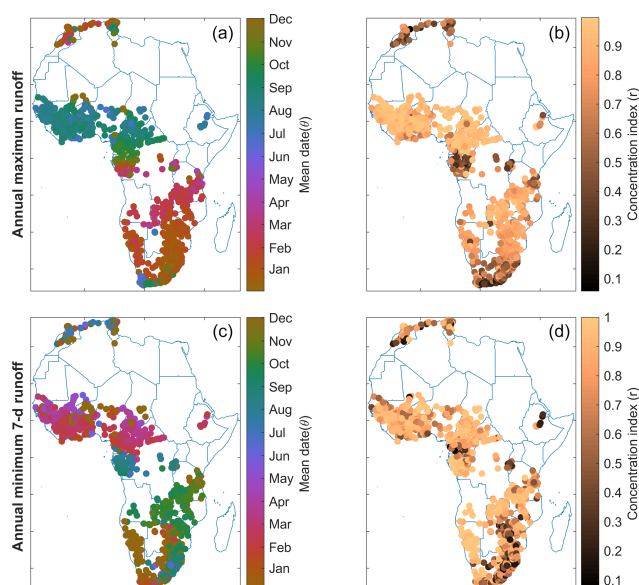 Annual maximum runoff
(a)
Dec
Nov
Oct
Sep
Aug
Jul
Jun
May
Apr
Mar
Feb
Jan
Mean date(θ)
(b)
0.9
0.8
0.7
0.6
0.5
0.4
0.3
0.2
0.1
Concentration index (r)
Annual minimum 7-d runoff
(c)
Dec
Nov
Oct
Sep
Aug
Jul
Jun
May
Apr
Mar
Feb
Jan
Mean date(θ)
(d)
1
0.9
0.8
0.7
0.6
0.5
0.4
0.3
0.2
0.1
Concentration index (r)